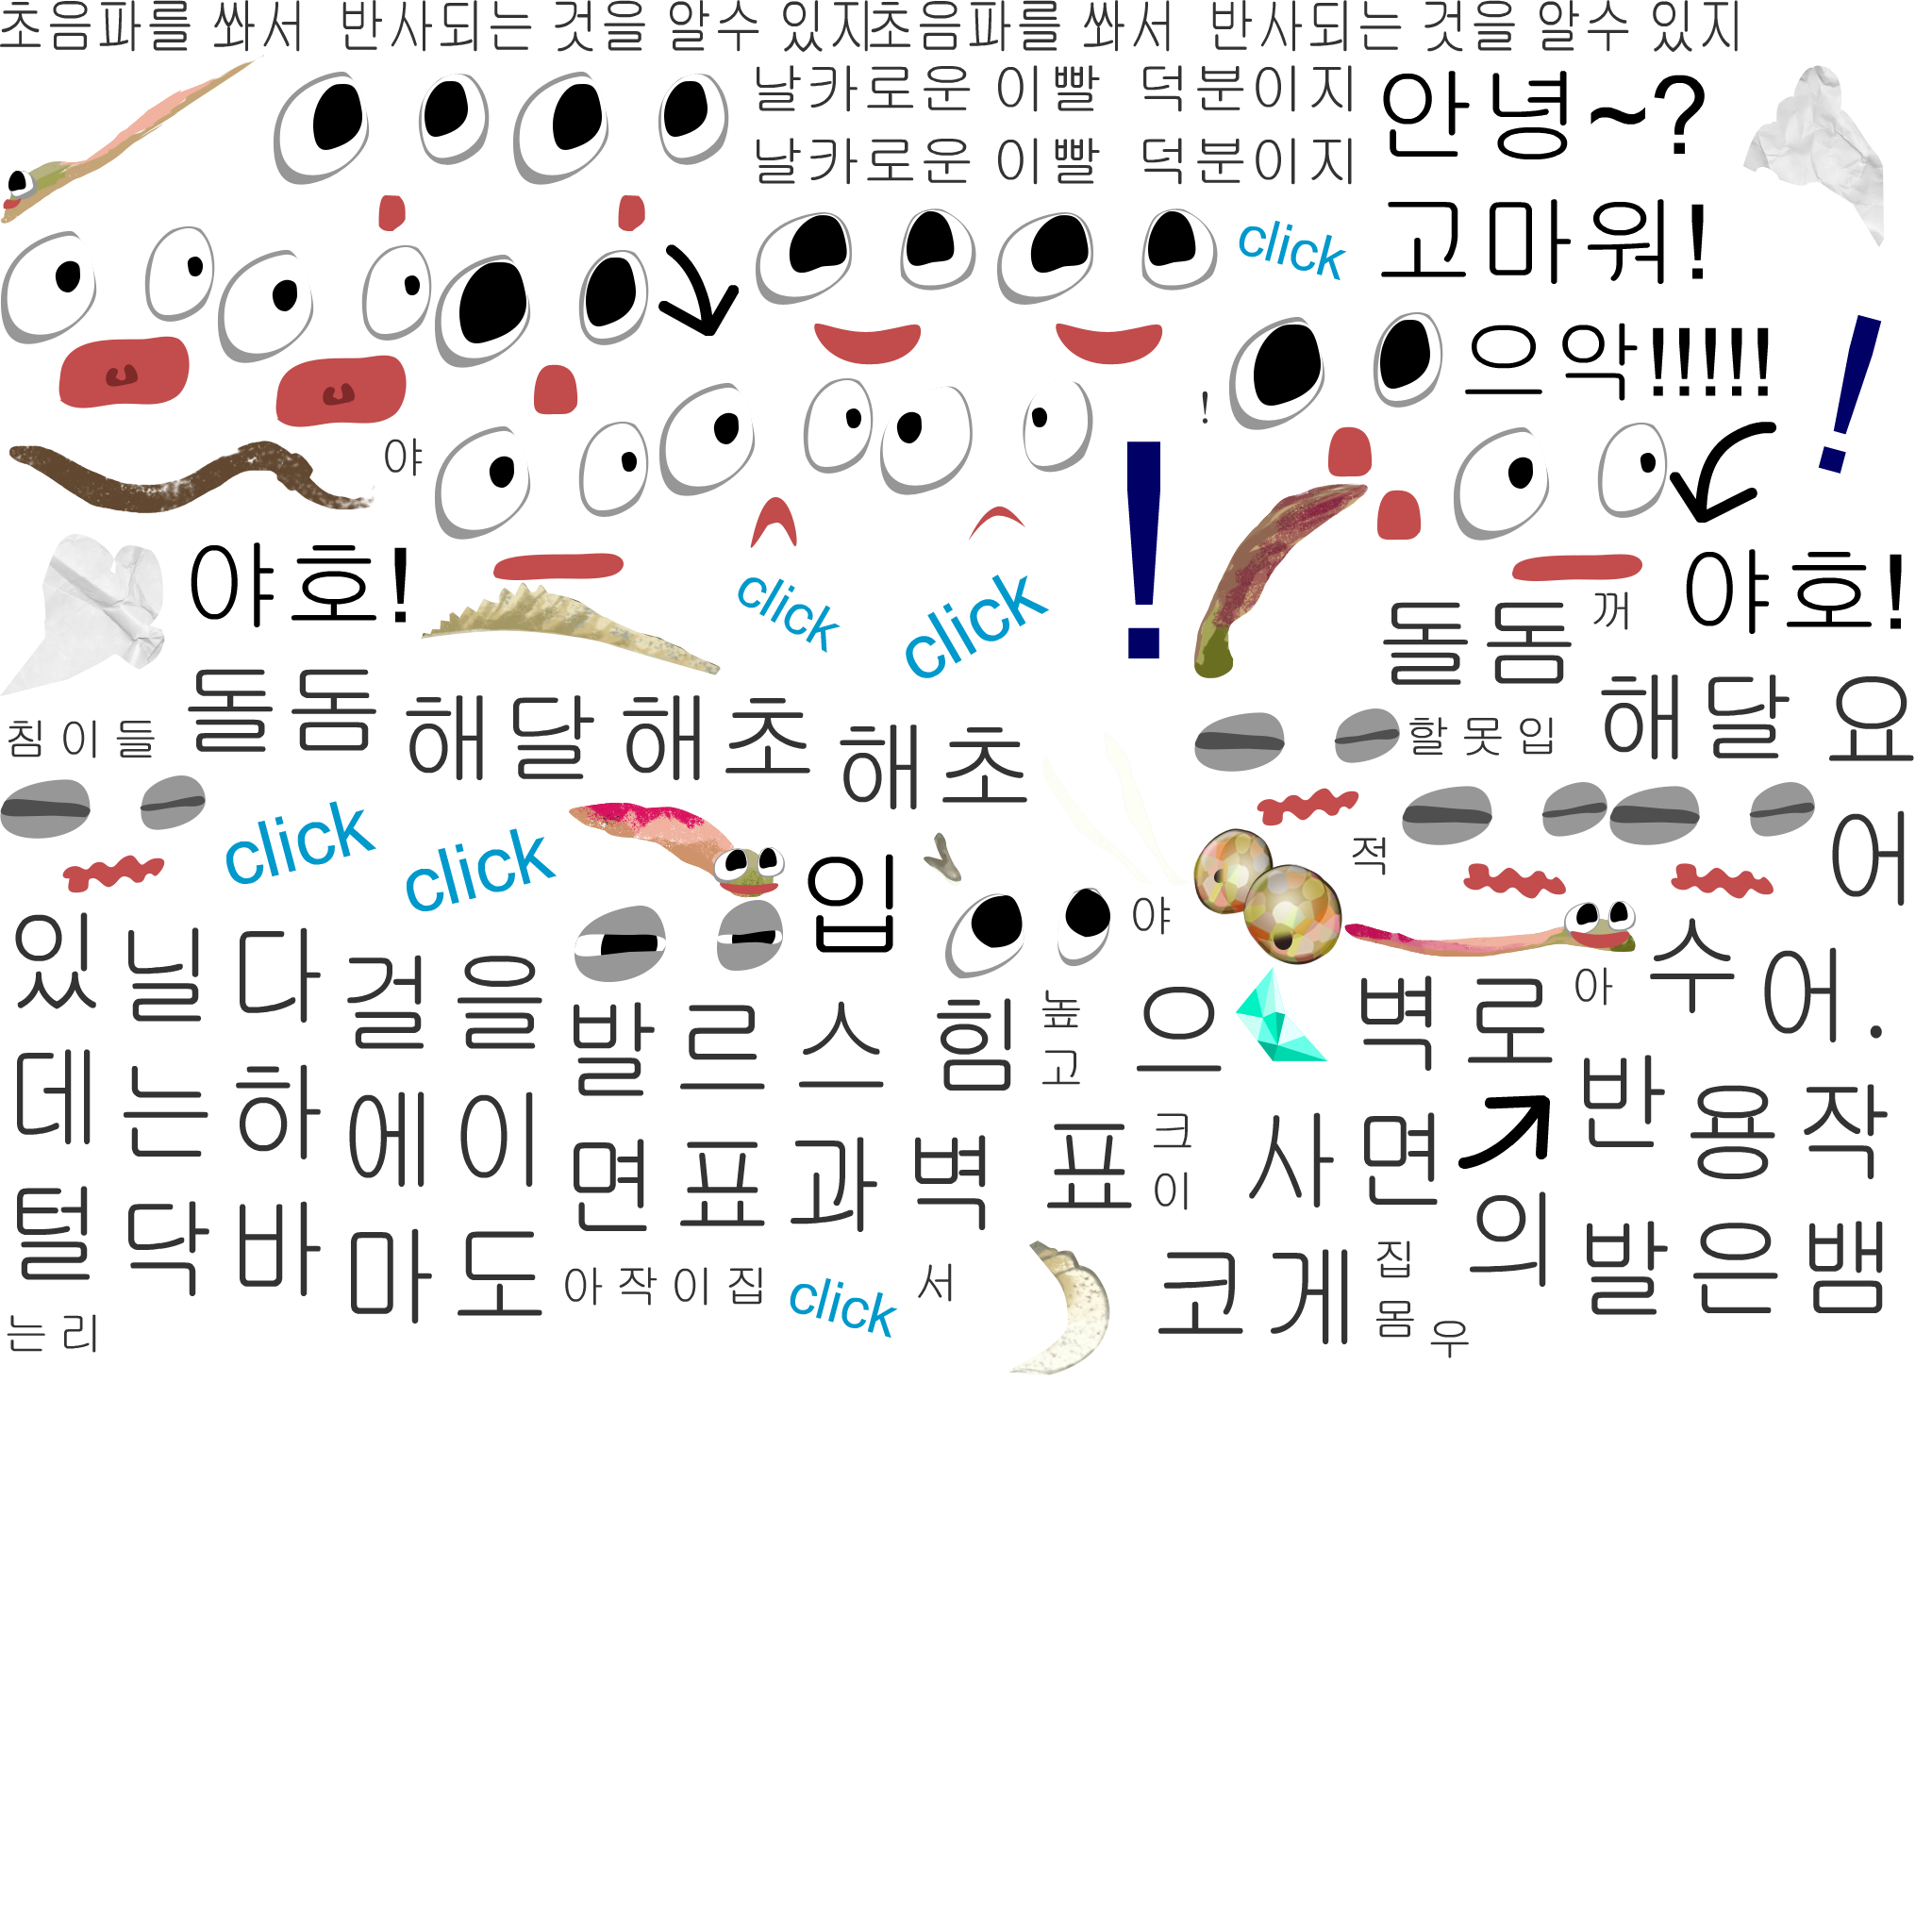 초음파를 쏴서 반사되는 것을 알수 있지초음파를 쏴서 반사되는 것을 알수 있지
날카로운 이빨 덕분이지
안녕~?
날카로운 이빨 덕분이지
click
고마워!
으악!!!!!
!
!
야
!
야호!
click
click
꺼
야호!
돌돔
돌돔
침이들
해달
해초
해초
할못입
해달
요
click
click
적
어
입
야
있닐다걸을
발르스힘
높
고
으
벽로
아
수
어.
데는하에이
면표과벽
표
크
이
사면
반용작
털닥바마도
아작이집
click
서
코게
집
몸
의
발은뱀
는리
우